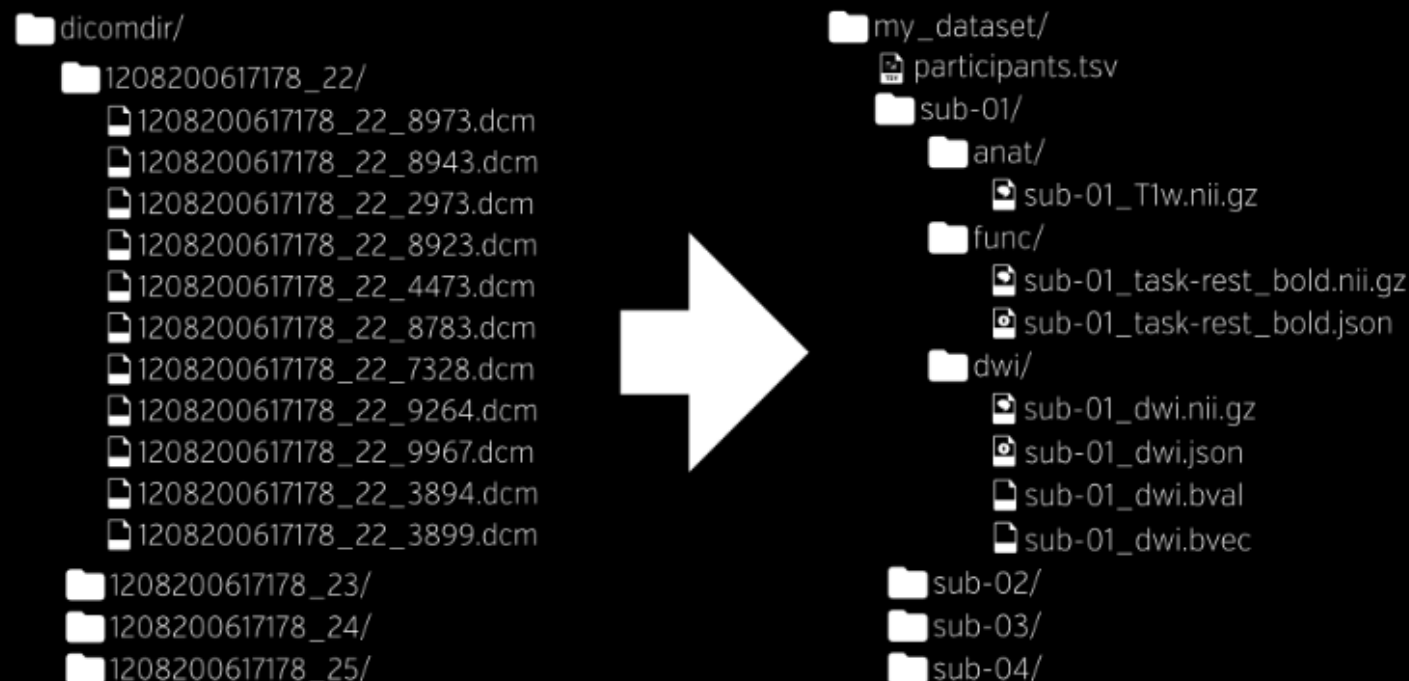 dicomdir/
1208200617178_22/
1208200617178_22_8973.dcm
1208200617178_22_8943.dcm
1208200617178_22_2973.dcm
1208200617178_22_8923.dcm
1208200617178_22_4473.dcm
1208200617178_22_8783.dcm
1208200617178_22_7328.dcm
1208200617178_22_9264.dcm
1208200617178_22_9967.dcm
1208200617178_22_3894.dcm
1208200617178_22_3899.dcm
1208200617178_23/
1208200617178_24/
1208200617178_25/
my_dataset/
participants.tsv
sub-01/
anat/
sub-01_T1w.nii.gz
func/
sub-01_task-rest_bold.nii.gz
sub-01_task-rest_bold.json
dwi/
sub-01_dwi.nii.gz
sub-01_dwi.json
sub-01_dwi.bval
sub-01_dwi.bvec
sub-02/
sub-03/
sub-04/